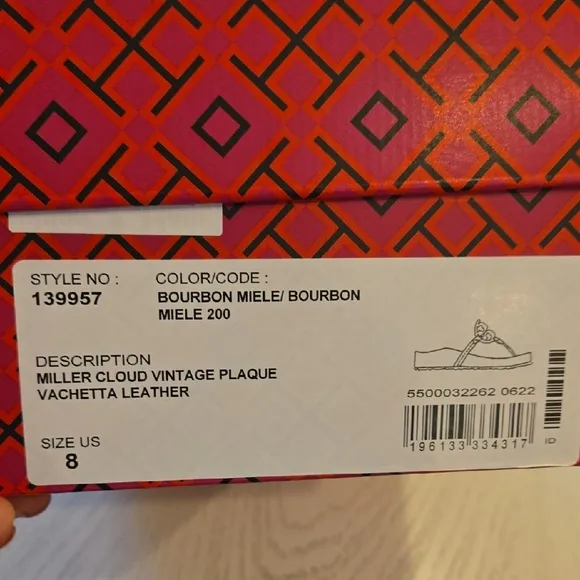 STYLE NO : COLOR/CODE :
139957 BOURBON MIELE/ BOURBON
MIELE 200
DESCRIPTION
MILLER CLOUD VINTAGE PLAQUE
VACHETTA LEATHER
5500032262 0622
SIZE US
8
196133 334317
ID